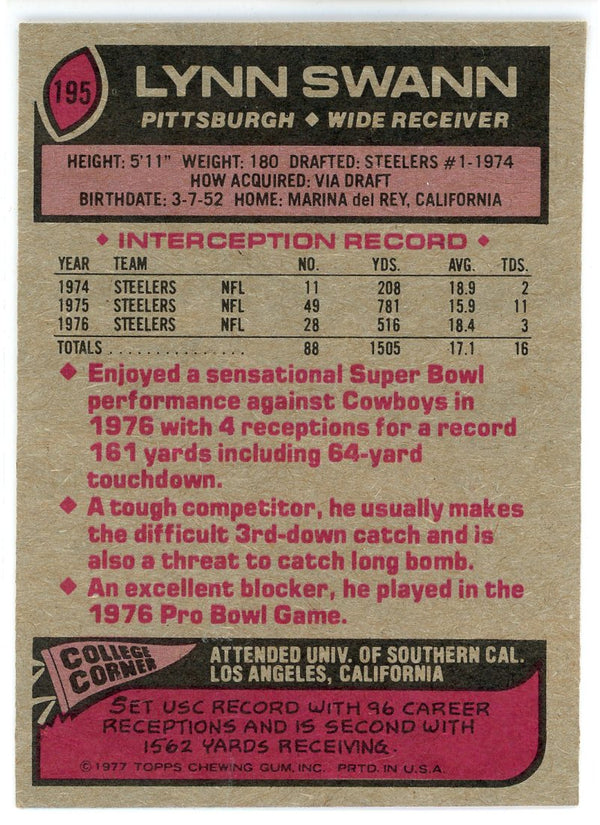 195
LYNN SWANN
PITTSBURGH ◆ WIDE RECEIVER
HEIGHT: 5'11" WEIGHT: 180 DRAFTED: STEELERS #1-1974
HOW ACQUIRED: VIA DRAFT
BIRTHDATE: 3-7-52 HOME: MARINA del REY, CALIFORNIA
◆ INTERCEPTION RECORD ◆
YEAR TEAM NO. YDS. AVG. TDS.
1974 STEELERS NFL 11 208 18.9 2
1975 STEELERS NFL 49 781 15.9 11
1976 STEELERS NFL 28 516 18.4 3
TOTALS . . . . . . . . . . . . . . . . 88 1505 17.1 16
◆ Enjoyed a sensational Super Bowl
performance against Cowboys in
1976 with 4 receptions for a record
161 yards including 64-yard
touchdown.
◆ A tough competitor, he usually makes
the difficult 3rd-down catch and is
also a threat to catch long bomb.
◆ An excellent blocker, he played in the
1976 Pro Bowl Game.
COLLEGE
CORNER
ATTENDED UNIV. OF SOUTHERN CAL.
LOS ANGELES, CALIFORNIA
SET USC RECORD WITH 96 CAREER
RECEPTIONS AND IS SECOND WITH
1562 YARDS RECEIVING.
©1977 TOPPS CHEWING GUM, INC. PRTD. IN U.S.A.